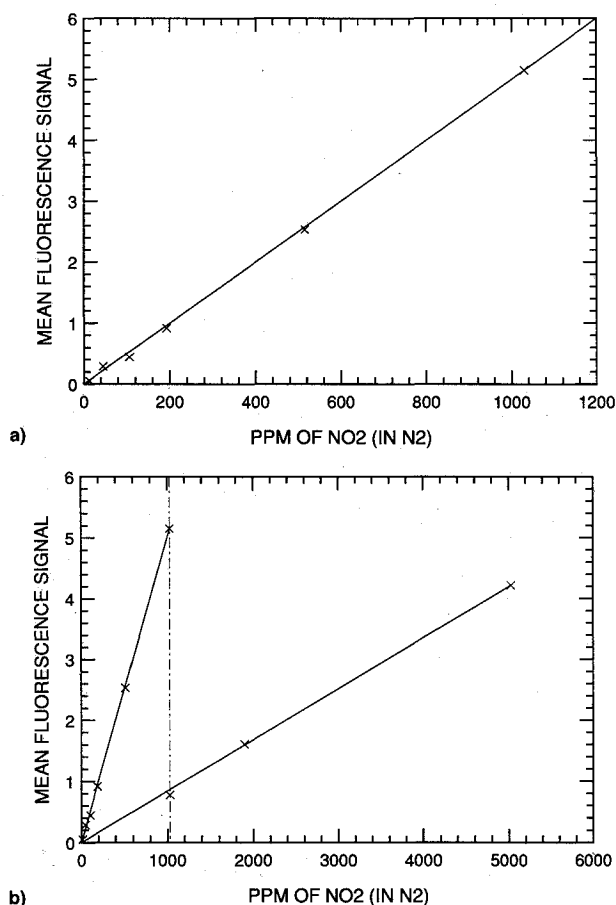 6
5
4
3
2
1
0
MEAN FLUORESCENCE SIGNAL
0 200 400 600 800 1000 1200
a) PPM OF NO2 (IN N2)
6
5
4
3
2
1
0
MEAN FLUORESCENCE SIGNAL
0 1000 2000 3000 4000 5000 6000
b) PPM OF NO2 (IN N2)